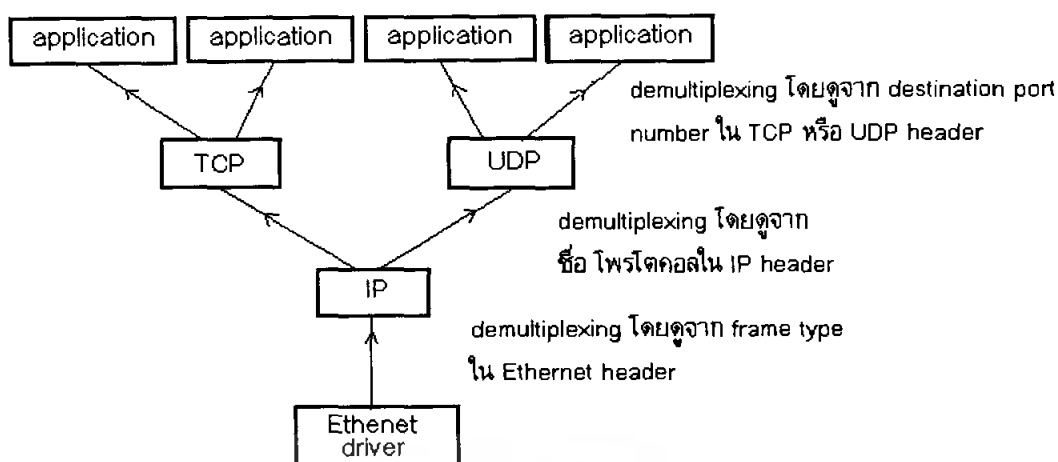 application application application application
demultiplexing โดยดูจาก destination port
number ใน TCP หรือ UDP header
TCP UDP
demultiplexing โดยดูจาก
ชื่อ โพรโตคอลใน IP header
IP
demultiplexing โดยดูจาก frame type
ใน Ethernet header
Ethenet
driver